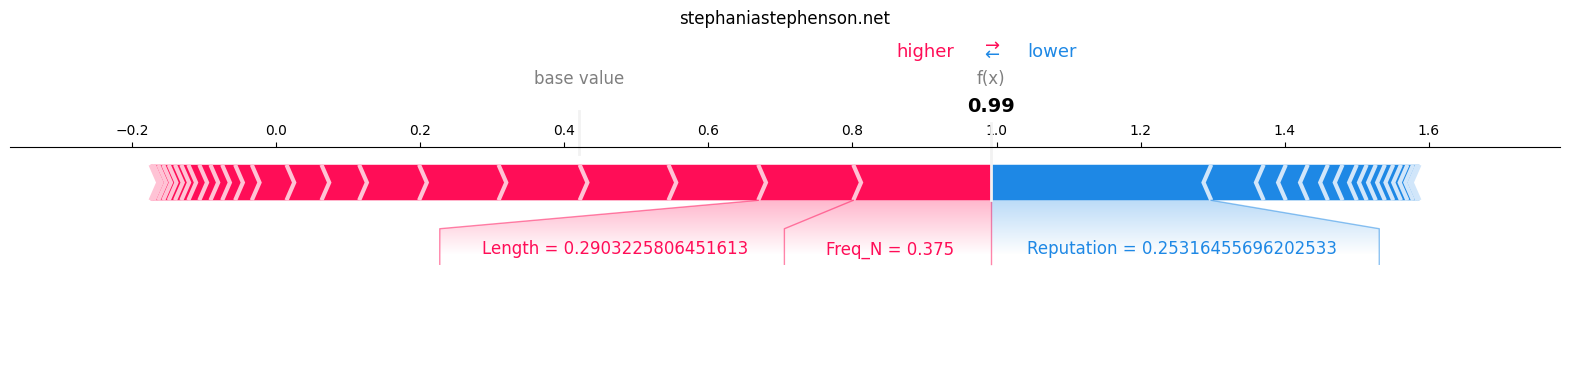 stephaniastephenson.net
higher ⇄ lower
base value f(x)
0.99
−0.2 0.0 0.2 0.4 0.6 0.8 1.0 1.2 1.4 1.6
Length = 0.2903225806451613 Freq_N = 0.375 Reputation = 0.25316455696202533